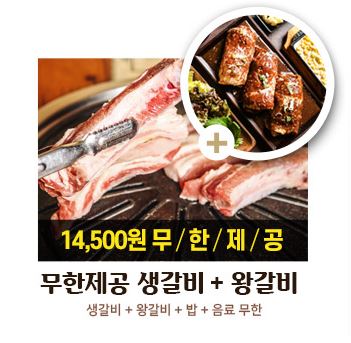 14,500원 무/한/제/공
무한제공 생갈비 + 왕갈비
생갈비 + 왕갈비 + 밥 + 음료 무한